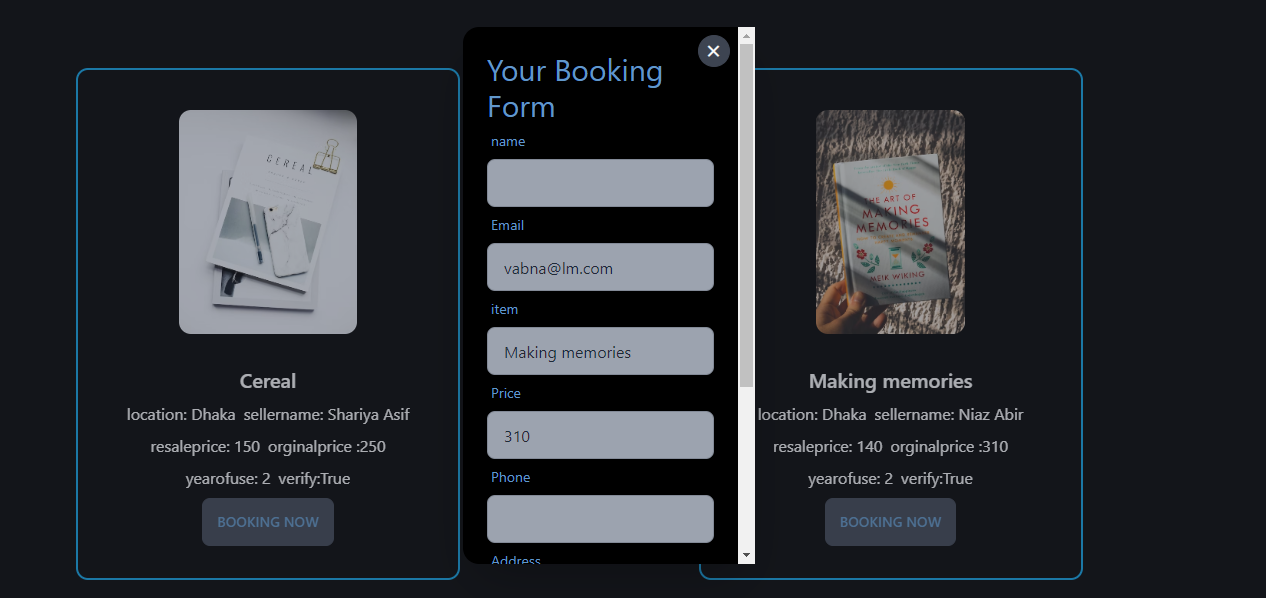 CEREAL
Cereal
location: Dhaka sellername: Shariya Asif
resaleprice: 150 orginalprice :250
yearofuse: 2 verify:True
BOOKING NOW
✕
Your Booking
Form
name
Email
vabna@lm.com
item
Making memories
Price
310
Phone
Address
THE ART OF
MAKING
MEMORIES
MEIK WIKING
Making memories
location: Dhaka sellername: Niaz Abir
resaleprice: 140 orginalprice :310
yearofuse: 2 verify:True
BOOKING NOW